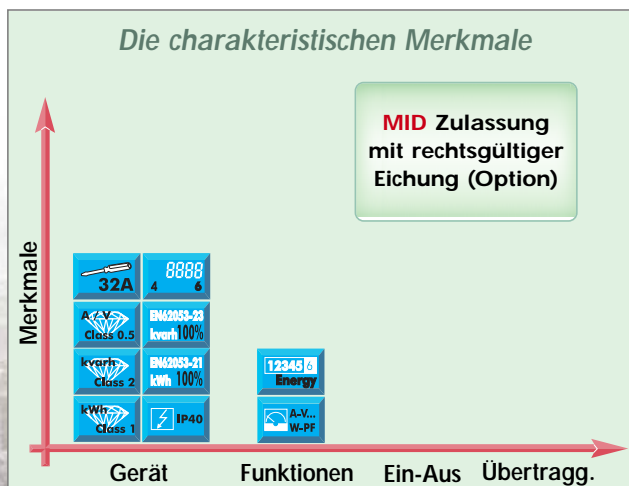 Die charakteristischen Merkmale
MID Zulassung
mit rechtsgültiger
Eichung (Option)
Merkmale
32A
8888
4 6
A / V
Class 0.5
EN62053-23
kvarh 100%
kvarh
Class 2
EN62053-21
kWh 100%
kWh
Class 1
IP40
12345 6
Energy
A-V...
W-PF
Gerät Funktionen Ein-Aus Übertragg.